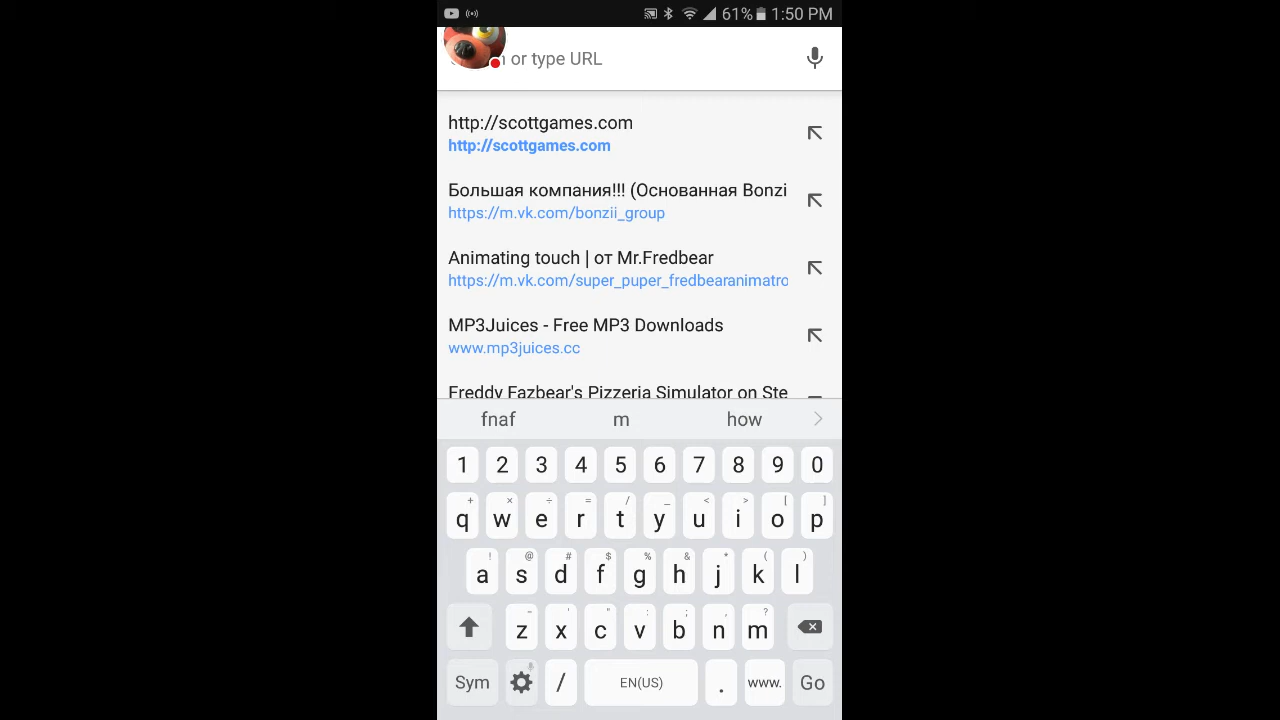 61% 1:50 PM
or type URL
http://scottgames.com
http://scottgames.com
Большая компания!!! (Основанная Bonzi
https://m.vk.com/bonzii_group
Animating touch | от Mr.Fredbear
https://m.vk.com/super_puper_fredbearanimatro
MP3Juices - Free MP3 Downloads
www.mp3juices.cc
Freddy Fazbear's Pizzeria Simulator on Ste
fnaf m how
1 2 3 4 5 6 7 8 9 0
+ × ÷ = / _ < > [ ]
q w e r t y u i o p
! @ # $ % & * ( )
a s d f g h j k l
- ' " : ; , ?
z x c v b n m
Sym / EN(US) . www. Go